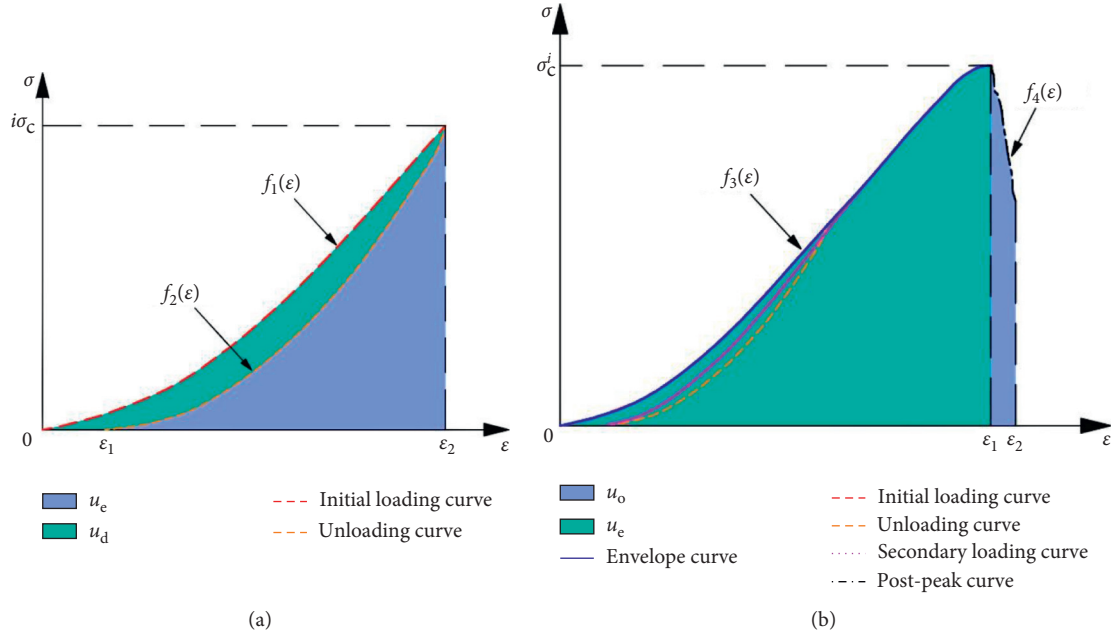 σ
iσc
f1(ε)
f2(ε)
0
ε1
ε2
ε
ue
ud
Initial loading curve
Unloading curve
(a)
σ
σci
f4(ε)
f3(ε)
0
ε1
ε2
ε
uo
ue
Envelope curve
Initial loading curve
Unloading curve
Secondary loading curve
Post-peak curve
(b)